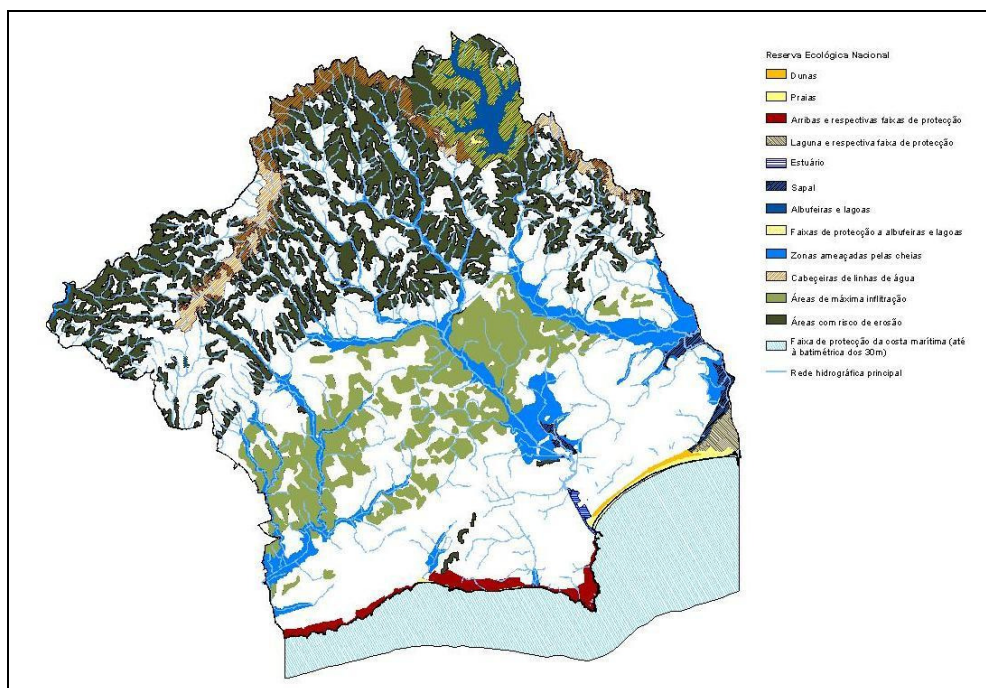 Reserva Ecológica Nacional
Dunas
Praias
Arribas e respectivas faixas de protecção
Laguna e respectiva faixa de protecção
Estuário
Sapal
Albufeiras e lagoas
Faixas de protecção a albufeiras e lagoas
Zonas ameaçadas pelas cheias
Cabeçeiras de linhas de água
Áreas de máxima infiltração
Áreas com risco de erosão
Faixa de protecção da costa marítima (até
à batimétrica dos 30m)
Rede hidrográfica principal